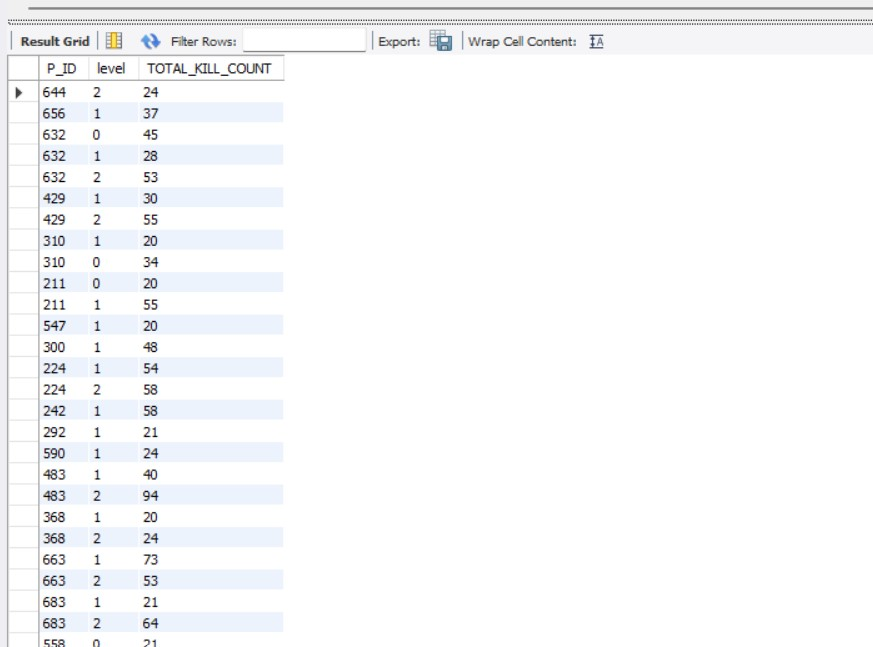 Result Grid Filter Rows: Export: Wrap Cell Content: IA
P_ID level TOTAL_KILL_COUNT
644 2 24
656 1 37
632 0 45
632 1 28
632 2 53
429 1 30
429 2 55
310 1 20
310 0 34
211 0 20
211 1 55
547 1 20
300 1 48
224 1 54
224 2 58
242 1 58
292 1 21
590 1 24
483 1 40
483 2 94
368 1 20
368 2 24
663 1 73
663 2 53
683 1 21
683 2 64
558 0 21